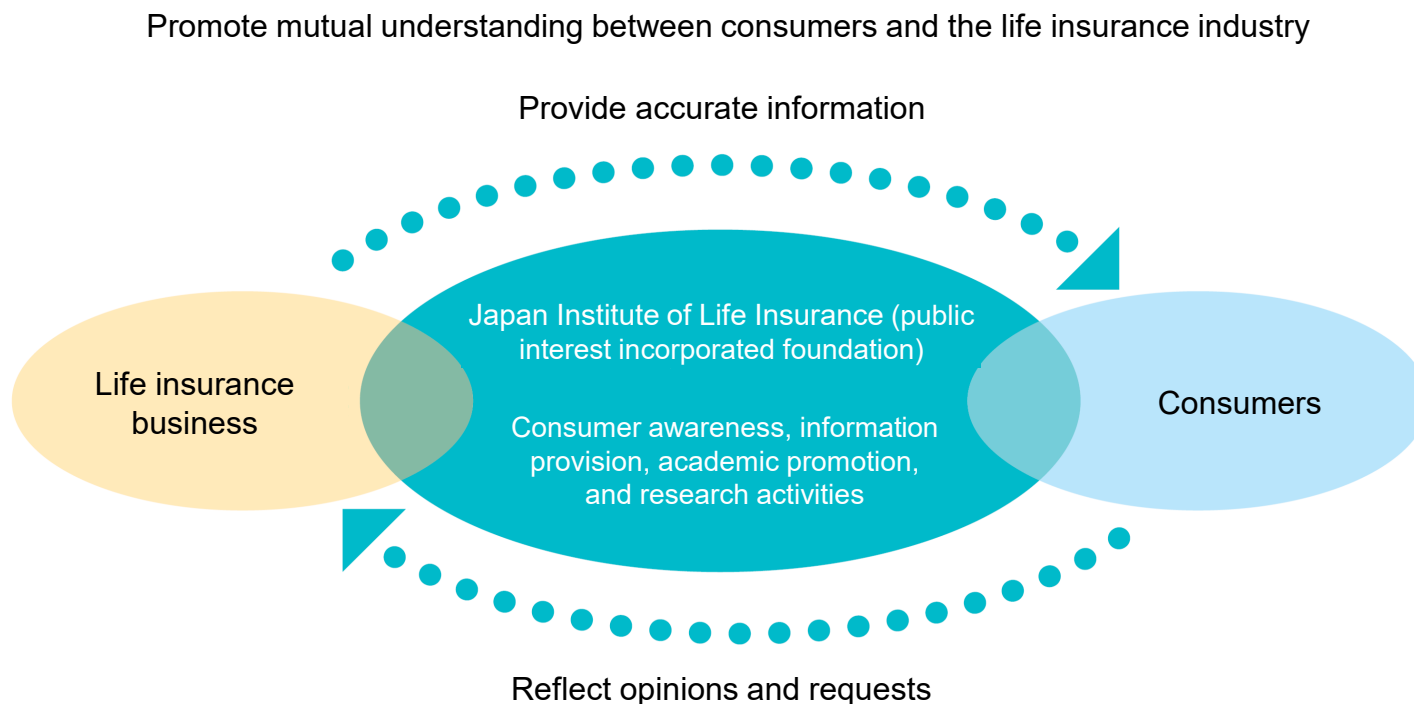 Promote mutual understanding between consumers and the life insurance industry
Provide accurate information
Japan Institute of Life Insurance (public
interest incorporated foundation)
Life insurance
business
Consumers
Consumer awareness, information
provision, academic promotion,
and research activities
Reflect opinions and requests